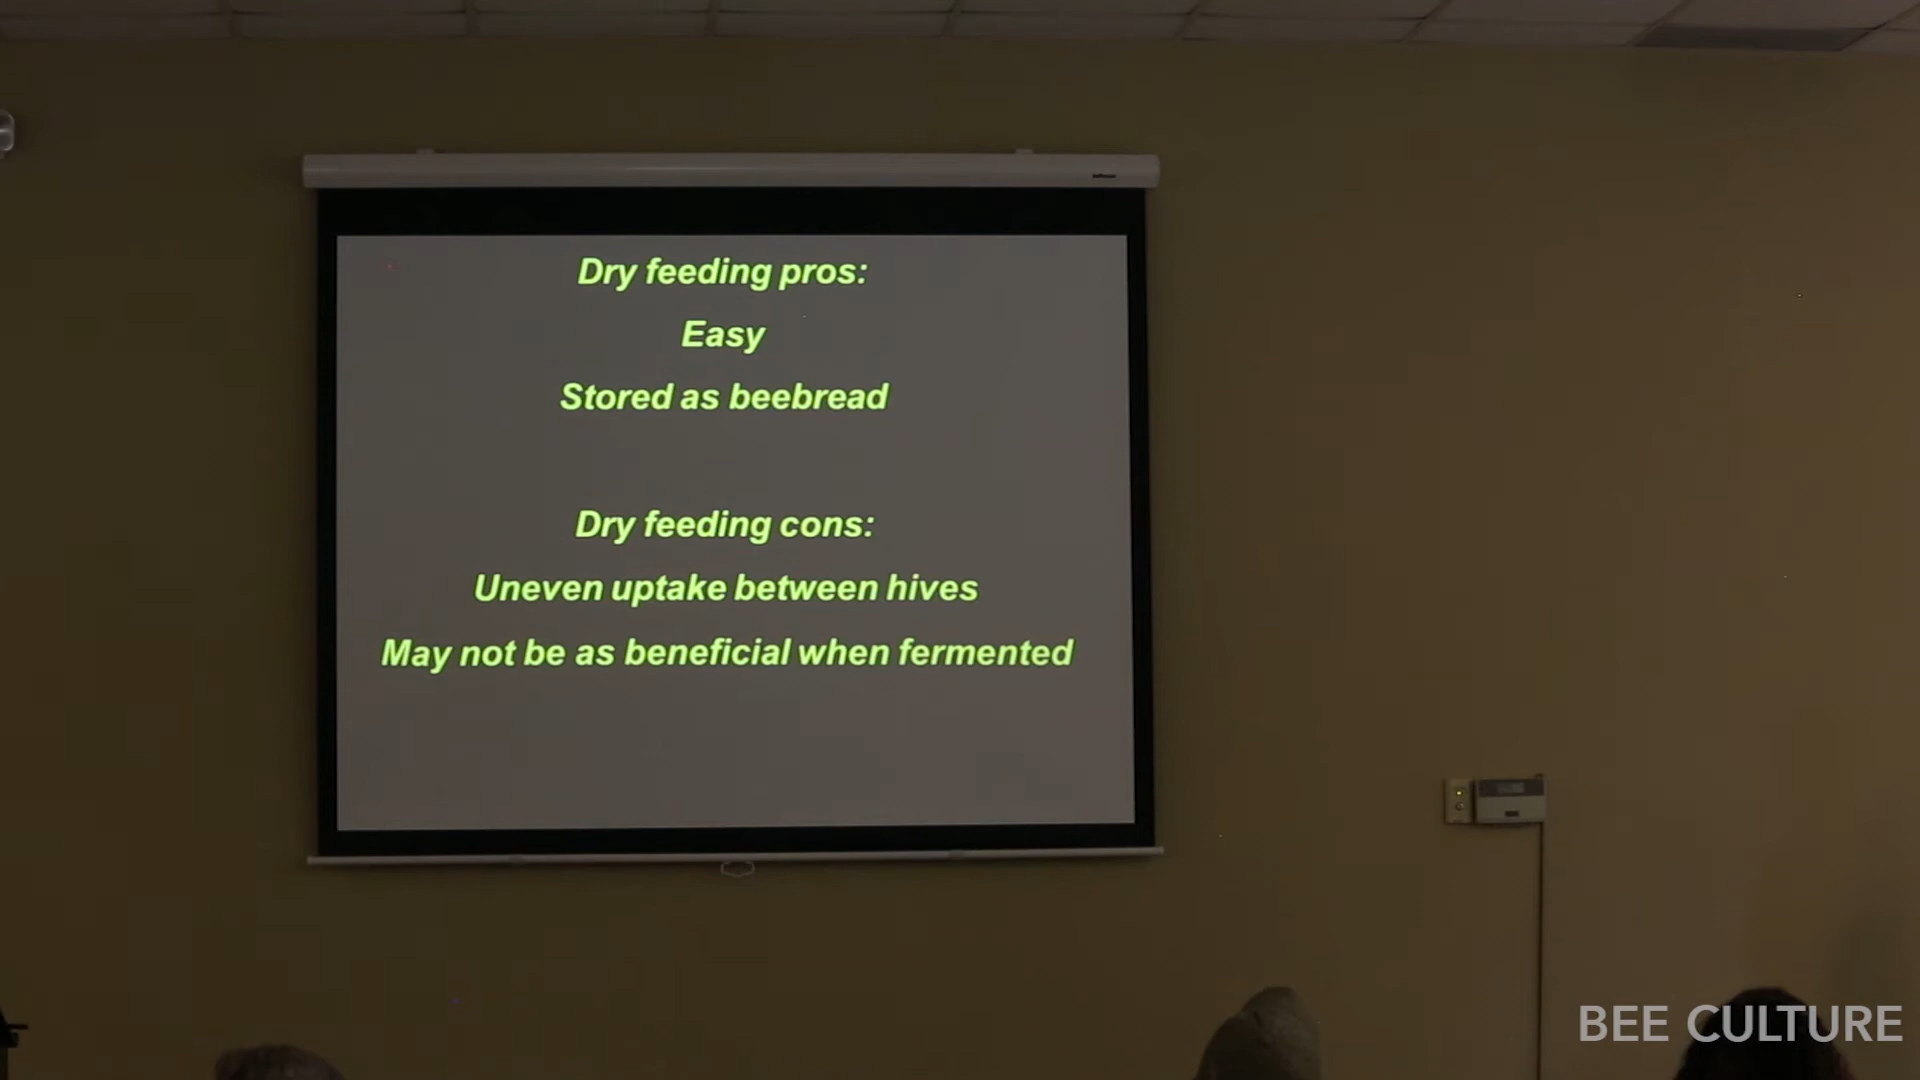 Dry feeding pros:
Easy
Stored as beebread
Dry feeding cons:
Uneven uptake between hives
May not be as beneficial when fermented
BEE CULTURE